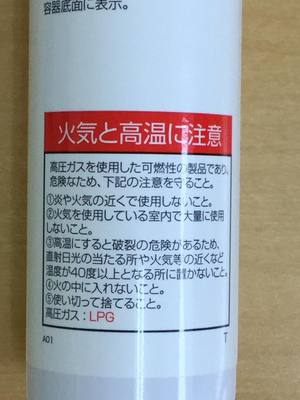 容器底面に表示。
火気と高温に注意
高圧ガスを使用した可燃性の製品であり、
危険なため、下記の注意を守ること。
①炎や火気の近くで使用しないこと。
②火気を使用している室内で大量に使用
しないこと。
③高温にすると破裂の危険があるため、
直射日光の当たる所や火気等の近くなど
温度が40度以上となる所に置かないこと。
④火の中に入れないこと。
⑤使い切って捨てること。
高圧ガス：LPG
A01 T